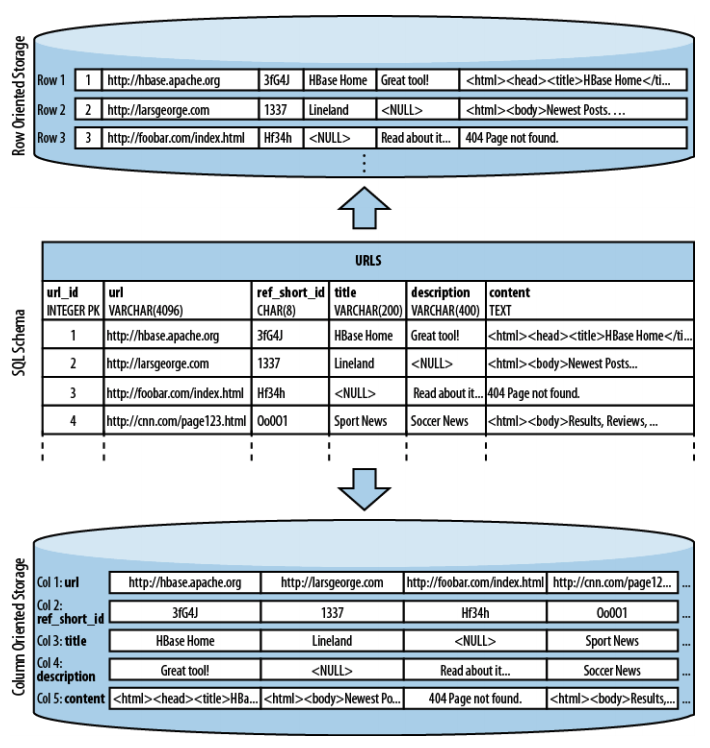 Row Oriented Storage
Row 1 1 http://hbase.apache.org 3fG4J HBase Home Great tool! <html><head><title>HBase Home</ti...
Row 2 2 http://larsgeorge.com 1337 Lineland <NULL> <html><body>Newest Posts. . . .
Row 3 3 http://foobar.com/index.html Hf34h <NULL> Read about it... 404 Page not found.
SQL Schema
URLS
url_id url ref_short_id title description content
INTEGER PK VARCHAR(4096) CHAR(8) VARCHAR(200) VARCHAR(400) TEXT
1 http://hbase.apache.org 3fG4J HBase Home Great tool! <html><head><title>HBase Home</ti...
2 http://larsgeorge.com 1337 Lineland <NULL> <html><body>Newest Posts...
3 http://foobar.com/index.html Hf34h <NULL> Read about it... 404 Page not found.
4 http://cnn.com/page123.html Oo001 Sport News Soccer News <html><body>Results, Reviews, ...
Column Oriented Storage
Col 1: url http://hbase.apache.org http://larsgeorge.com http://foobar.com/index.html http://cnn.com/page12... ...
Col 2:
ref_short_id 3fG4J 1337 Hf34h Oo001 ...
Col 3: title HBase Home Lineland <NULL> Sport News ...
Col 4:
description Great tool! <NULL> Read about it... Soccer News ...
Col 5: content <html><head><title>HBa... <html><body>Newest Po... 404 Page not found. <html><body>Results,... ...